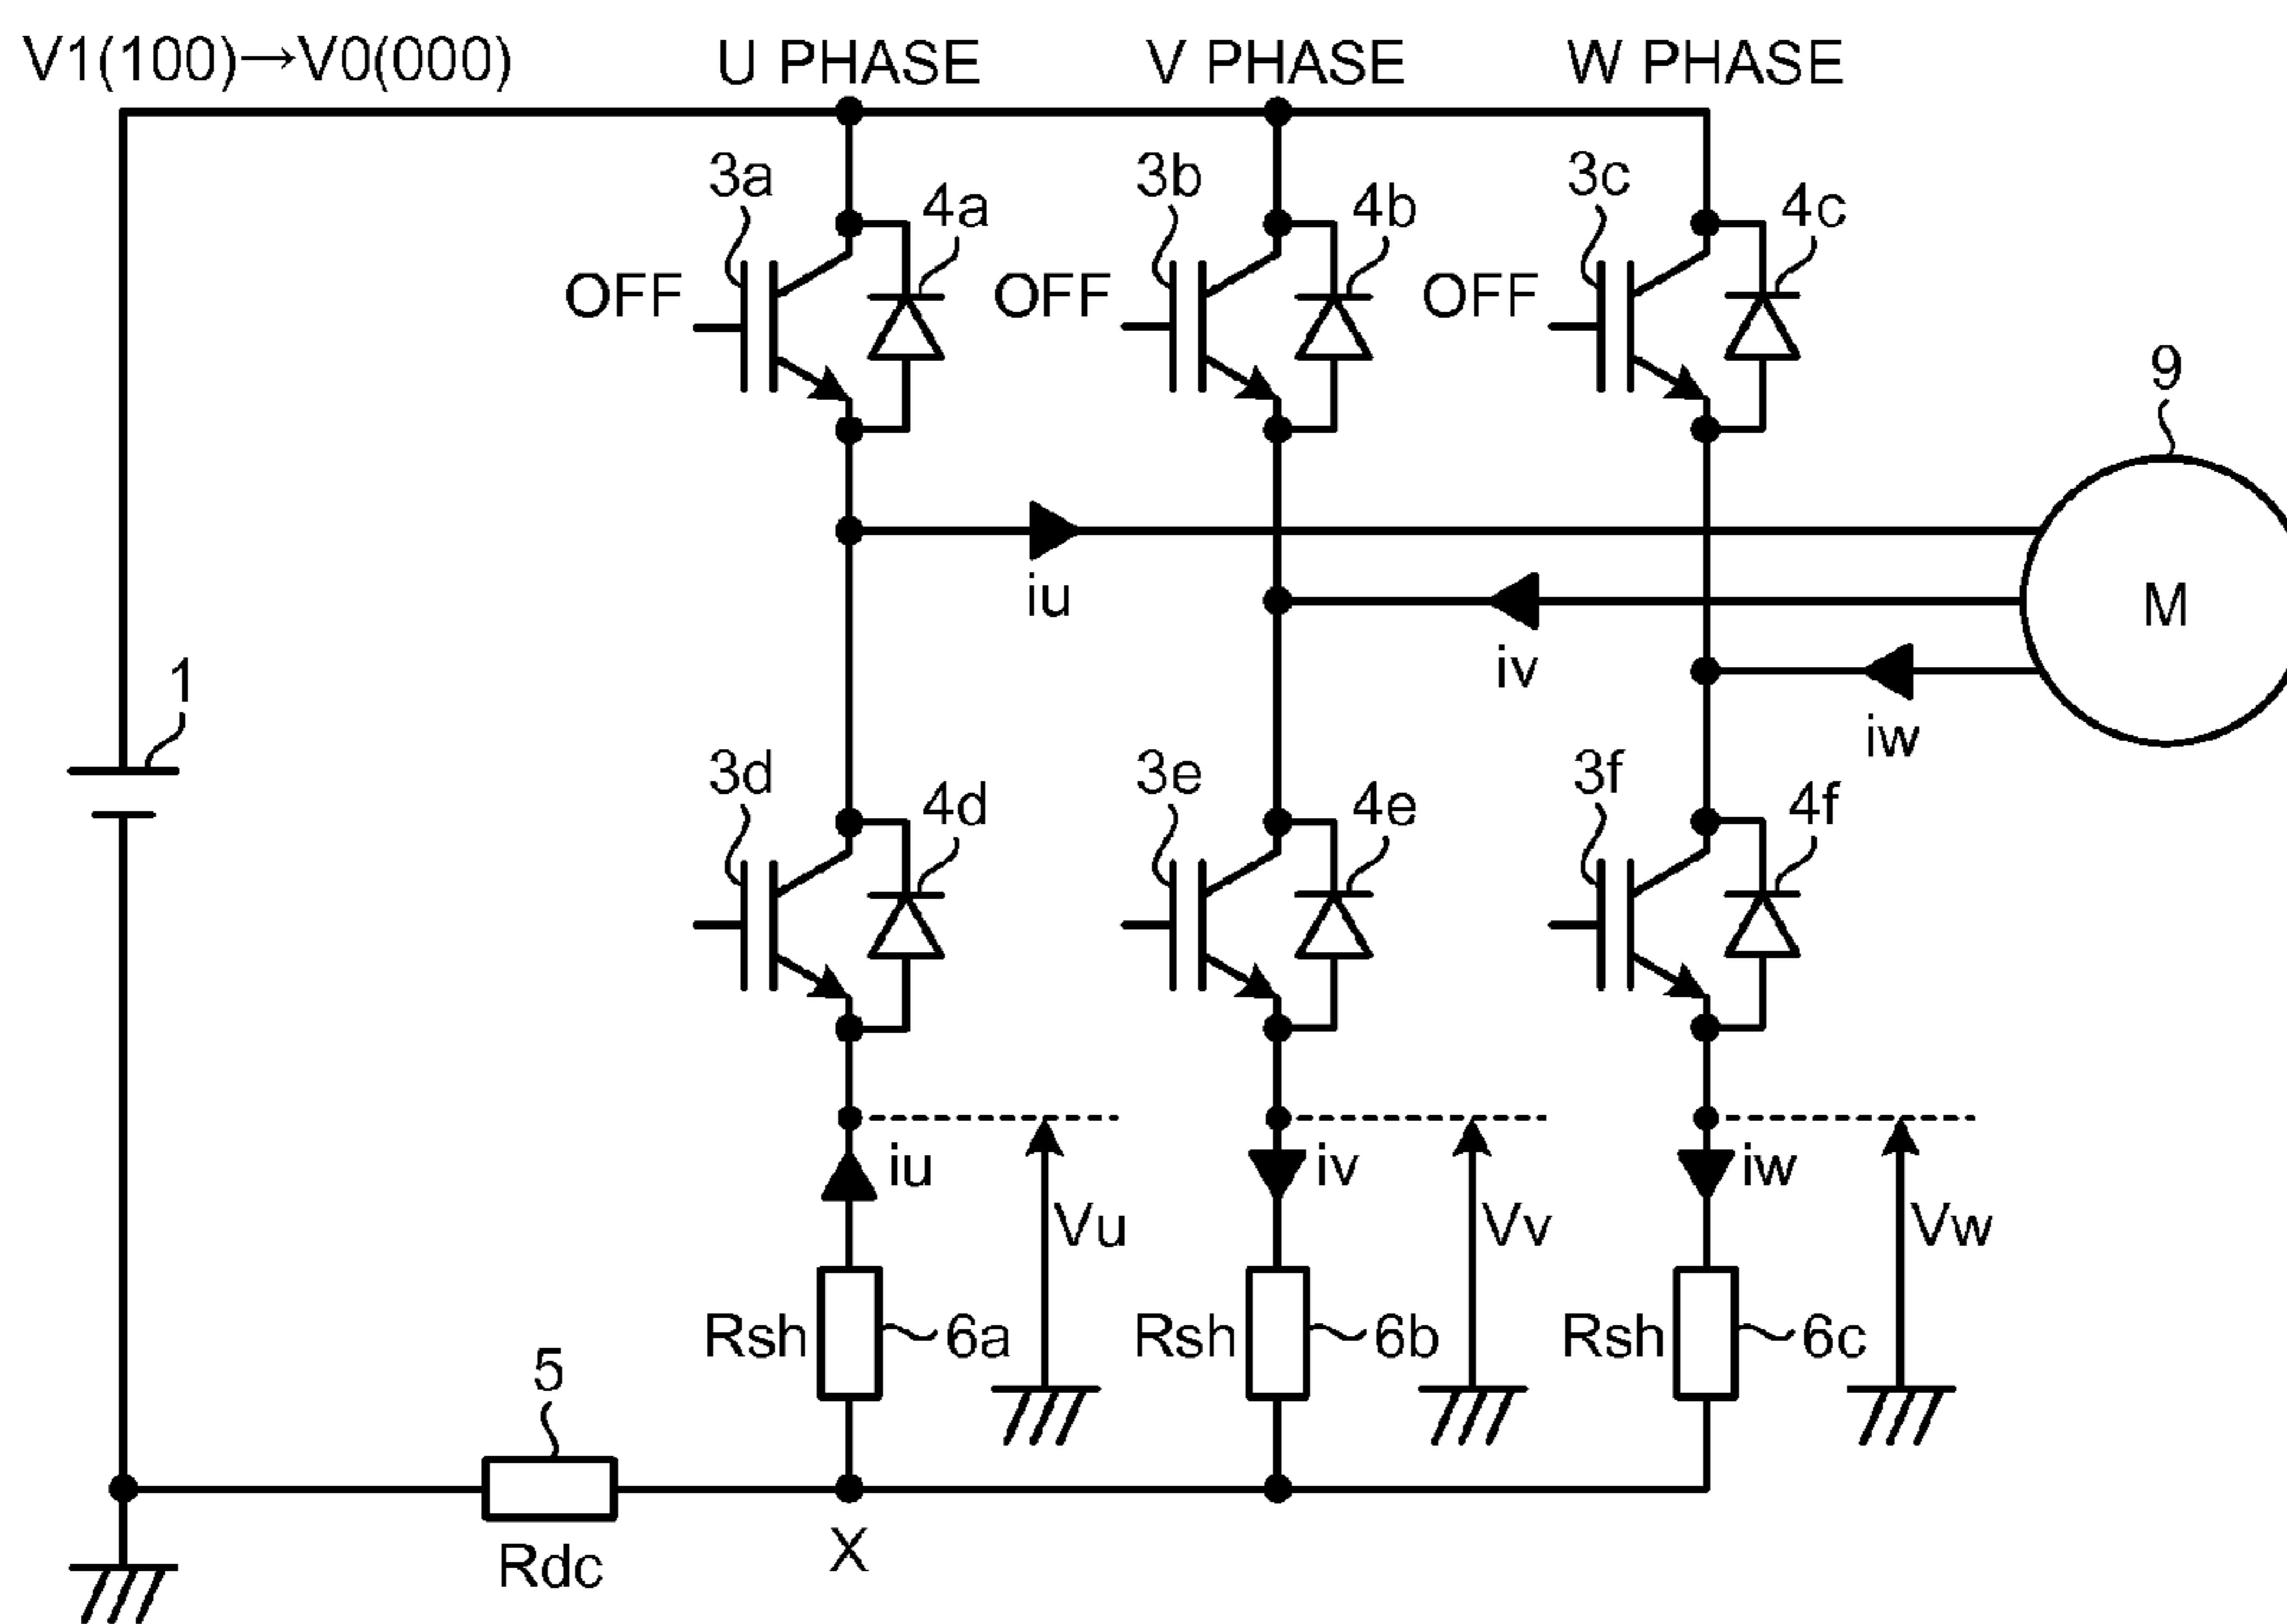 V1(100)→V0(000)
U PHASE
V PHASE
W PHASE
3a
4a
3b
4b
3c
4c
OFF
OFF
OFF
9
M
iu
iv
iw
1
3d
4d
3e
4e
3f
4f
iu
iv
iw
Vu
Vv
Vw
Rsh
6a
Rsh
6b
Rsh
6c
5
Rdc
X